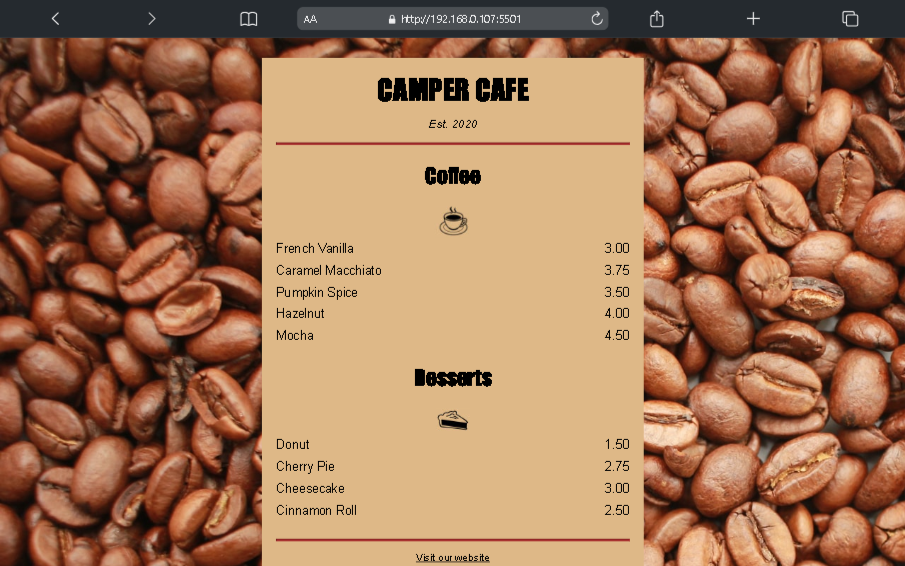 AA http://192.168.0.107:5501
CAMPER CAFE
Est. 2020
Coffee
French Vanilla 3.00
Caramel Macchiato 3.75
Pumpkin Spice 3.50
Hazelnut 4.00
Mocha 4.50
Desserts
Donut 1.50
Cherry Pie 2.75
Cheesecake 3.00
Cinnamon Roll 2.50
Visit our website